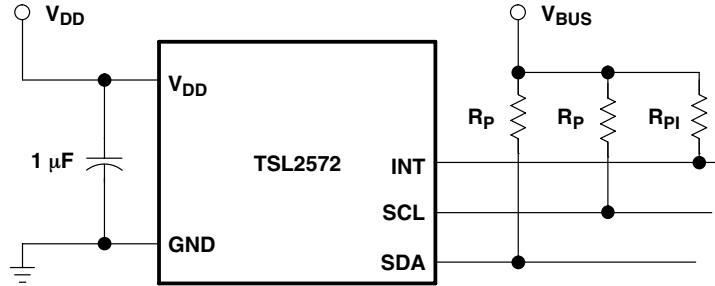 VDD
VBUS
VDD
RP
RP
RPI
1 μF
TSL2572
INT
SCL
GND
SDA